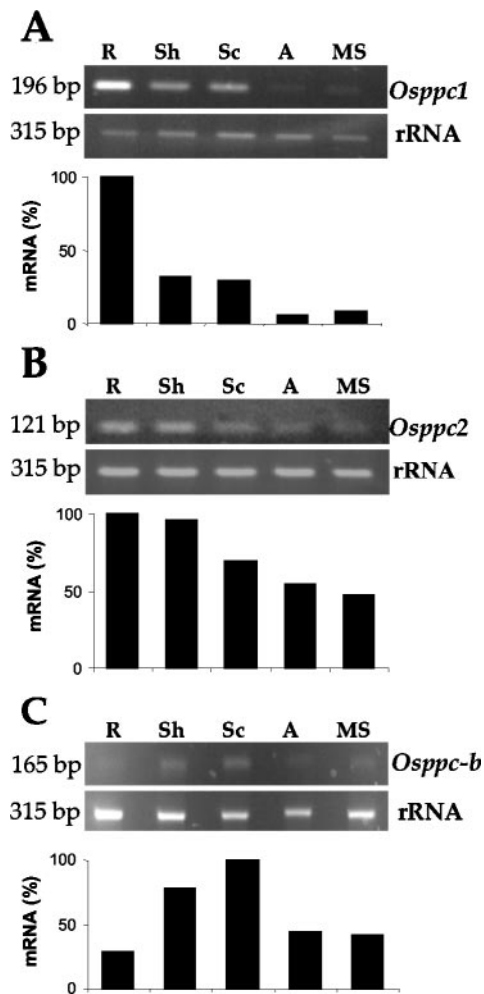 A
R Sh Sc A MS
196 bp Osppc1
315 bp rRNA
100
50
0
mRNA (%)
B
R Sh Sc A MS
121 bp Osppc2
315 bp rRNA
100
50
0
mRNA (%)
C
R Sh Sc A MS
165 bp Osppc-b
315 bp rRNA
100
50
0
mRNA (%)